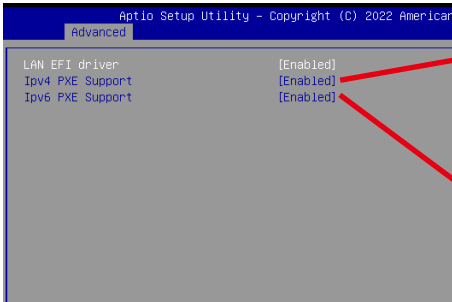 Aptio Setup Utility – Copyright (C) 2022 American
Advanced
LAN EFI driver [Enabled]
Ipv4 PXE Support [Enabled]
Ipv6 PXE Support [Enabled]